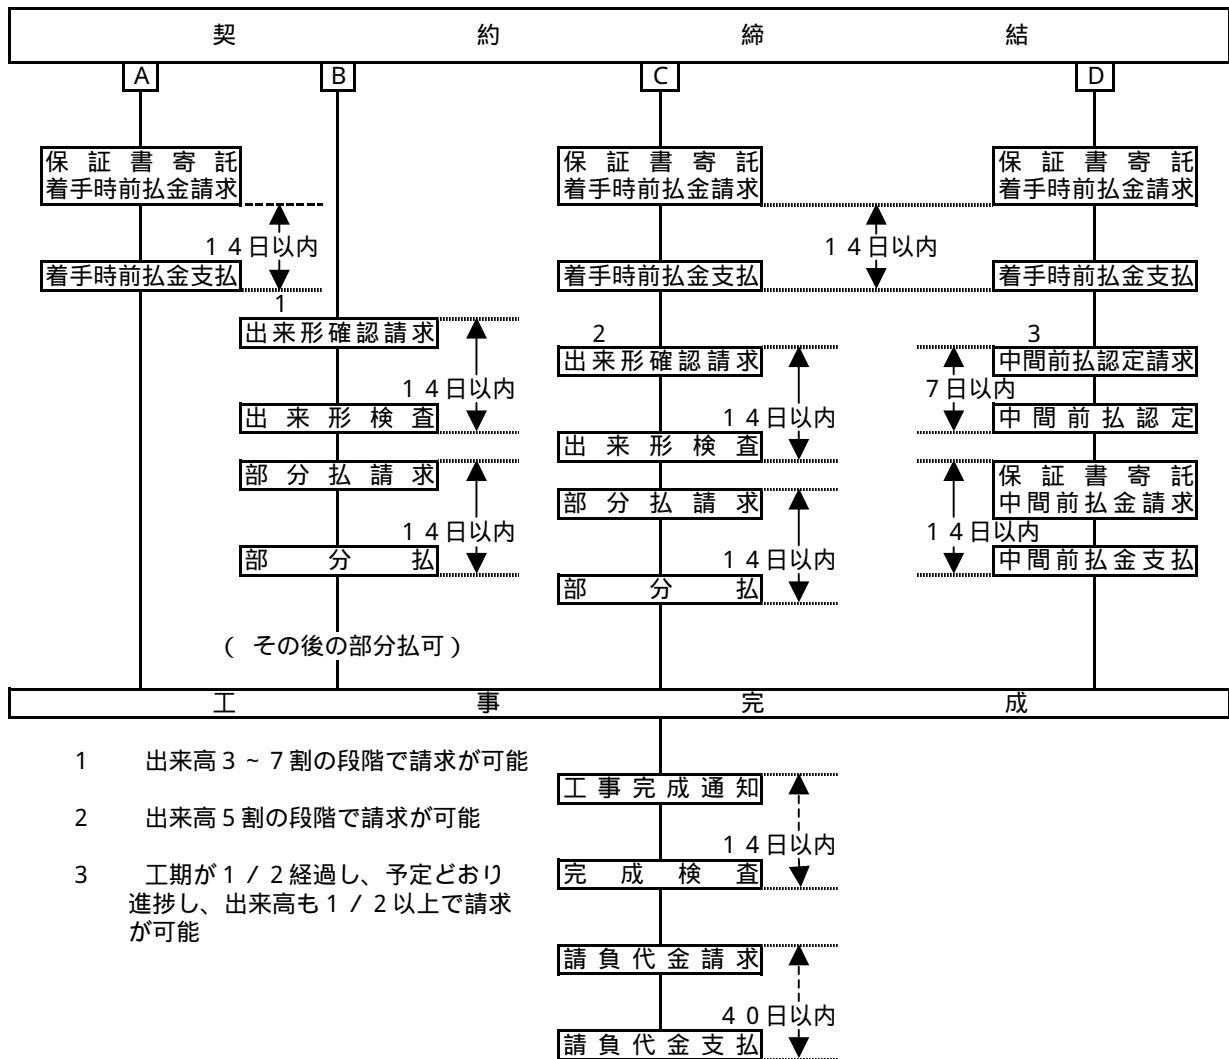 契約締結
A B C D
保証書寄託 保証書寄託 保証書寄託
着手時前払金請求 着手時前払金請求 着手時前払金請求
14日以内 14日以内
着手時前払金支払 着手時前払金支払 着手時前払金支払
1
出来形確認請求
2 3
出来形確認請求 中間前払認定請求
14日以内 7日以内
出来形検査 14日以内 中間前払認定
出来形検査
部分払請求 保証書寄託
部分払請求 中間前払金請求
14日以内 14日以内
部分払 14日以内 中間前払金支払
部分払
( その後の部分払可)
工事完成
1 出来高3~7割の段階で請求が可能
工事完成通知
2 出来高5割の段階で請求が可能
14日以内
3 工期が1/2経過し、予定どおり
完成検査
進捗し、出来高も1/2以上で請求
が可能
請負代金請求
40日以内
請負代金支払